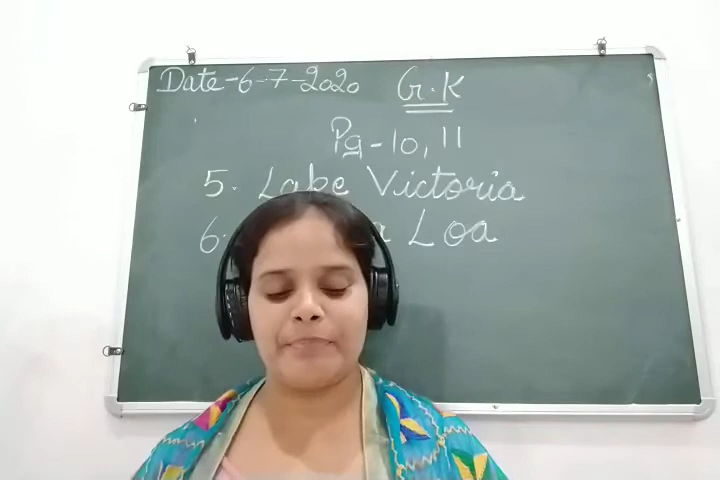 Date-6-7-2020 G.K
Pg-10, 11
5. Lake Victoria
6. a Loa